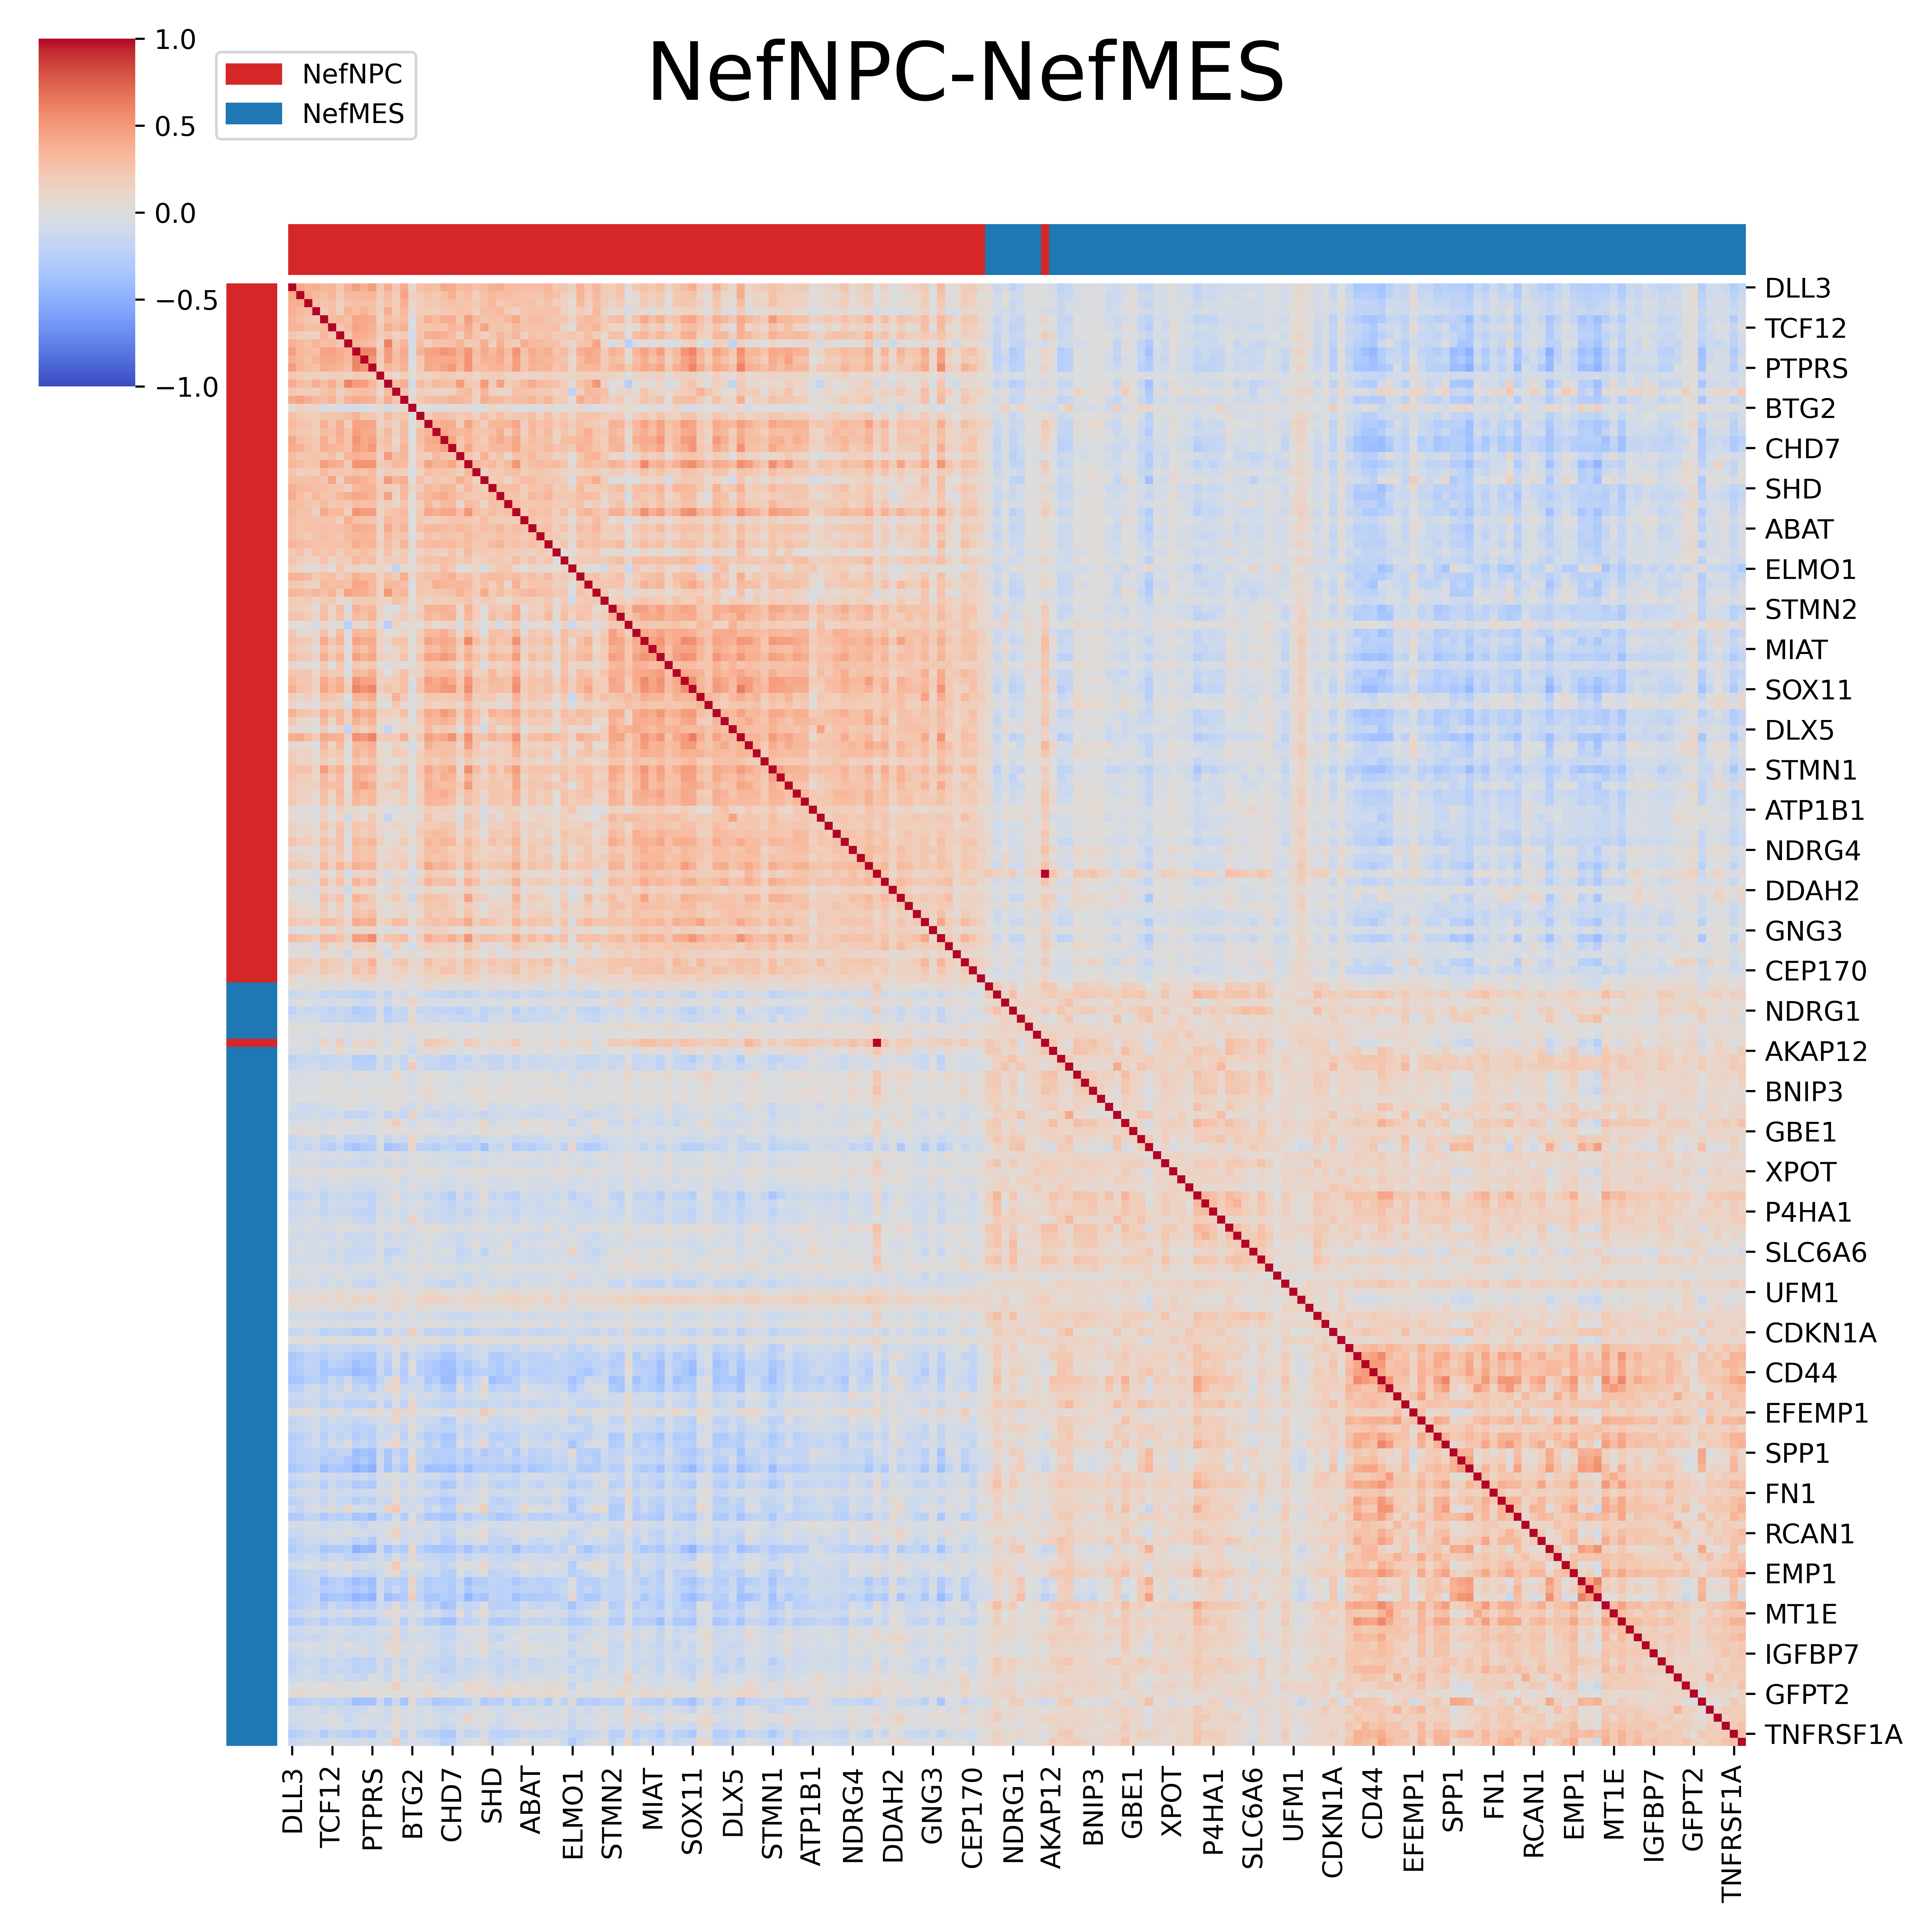 NefNPC-NefMES
1.0
0.5
0.0
−0.5
−1.0
NefNPC
NefMES
DLL3
TCF12
PTPRS
BTG2
CHD7
SHD
ABAT
ELMO1
STMN2
MIAT
SOX11
DLX5
STMN1
ATP1B1
NDRG4
DDAH2
GNG3
CEP170
NDRG1
AKAP12
BNIP3
GBE1
XPOT
P4HA1
SLC6A6
UFM1
CDKN1A
CD44
EFEMP1
SPP1
FN1
RCAN1
EMP1
MT1E
IGFBP7
GFPT2
TNFRSF1A
DLL3
TCF12
PTPRS
BTG2
CHD7
SHD
ABAT
ELMO1
STMN2
MIAT
SOX11
DLX5
STMN1
ATP1B1
NDRG4
DDAH2
GNG3
CEP170
NDRG1
AKAP12
BNIP3
GBE1
XPOT
P4HA1
SLC6A6
UFM1
CDKN1A
CD44
EFEMP1
SPP1
FN1
RCAN1
EMP1
MT1E
IGFBP7
GFPT2
TNFRSF1A